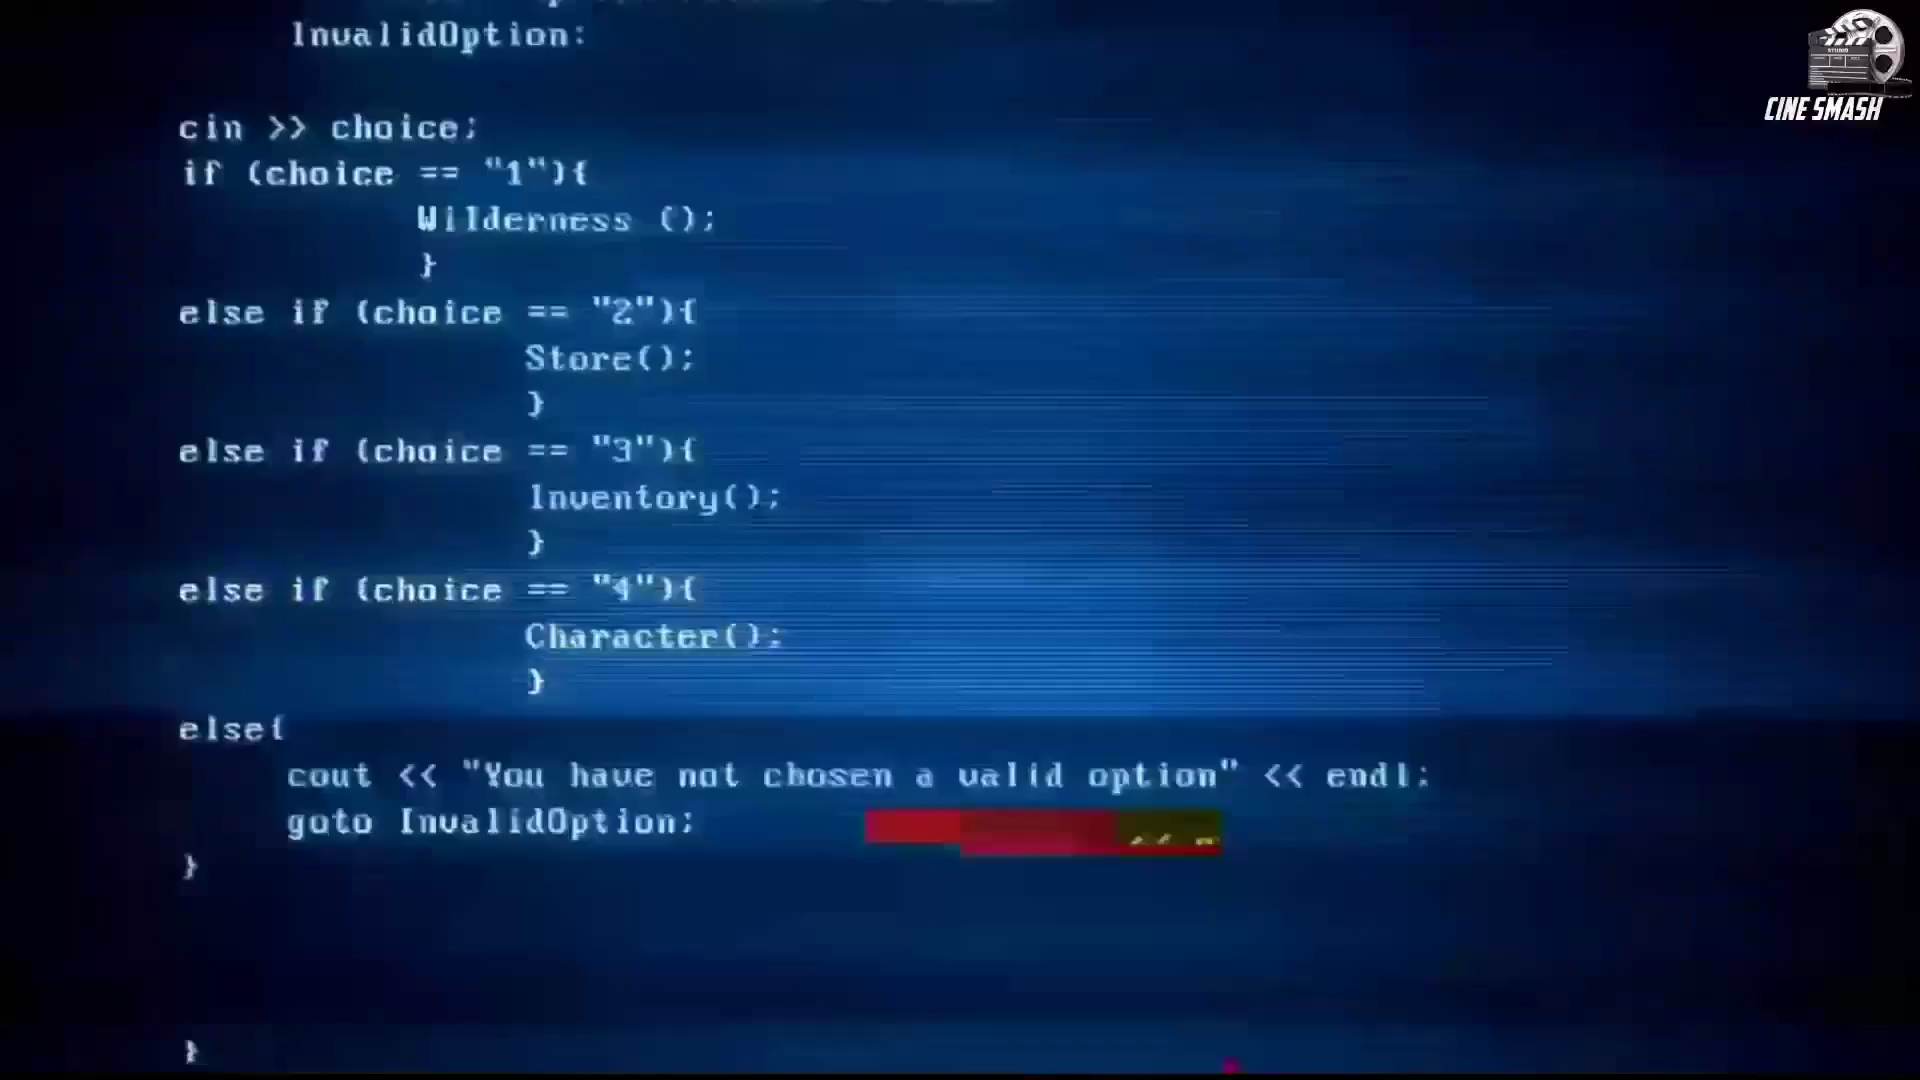 InvalidOption:
cin >> choice;
if (choice == "1"){
Wilderness ();
}
else if (choice == "2"){
Store();
}
else if (choice == "3"){
Inventory();
}
else if (choice == "4"){
Character();
}
else{
cout << "You have not chosen a valid option" << endl;
goto InvalidOption;
}
}
STUDIO
CINE SMASH